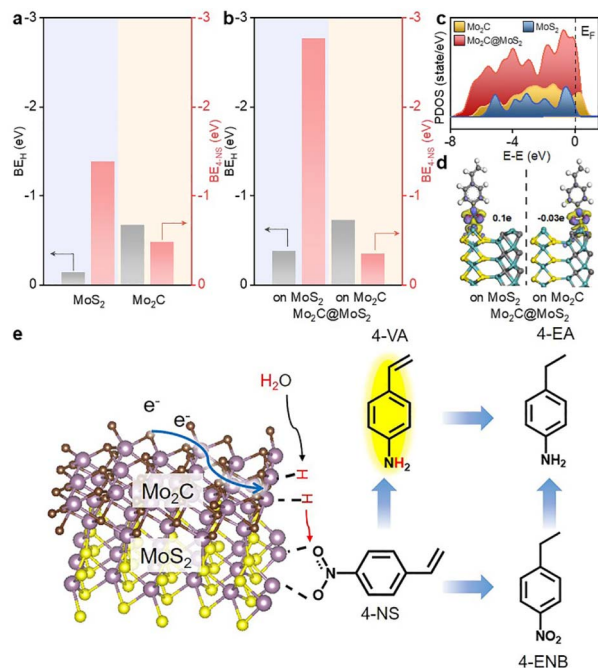 a
b
c
-3
-2
-1
0
BE_H (eV)
-3
-2
-1
0
BE_4-NS (eV)
MoS₂
Mo₂C
-3
-2
-1
0
BE_H (eV)
-3
-2
-1
0
BE_4-NS (eV)
on MoS₂
on Mo₂C
Mo₂C@MoS₂
Mo₂C
MoS₂
Mo₂C@MoS₂
E_F
PDOS (state/eV)
-8
-4
0
E-E (eV)
d
0.1e
-0.03e
on MoS₂
on Mo₂C
Mo₂C@MoS₂
e
4-VA
4-EA
H₂O
e⁻
e⁻
H
H
Mo₂C
MoS₂
NH₂
NH₂
O
N
O
4-NS
NO₂
4-ENB